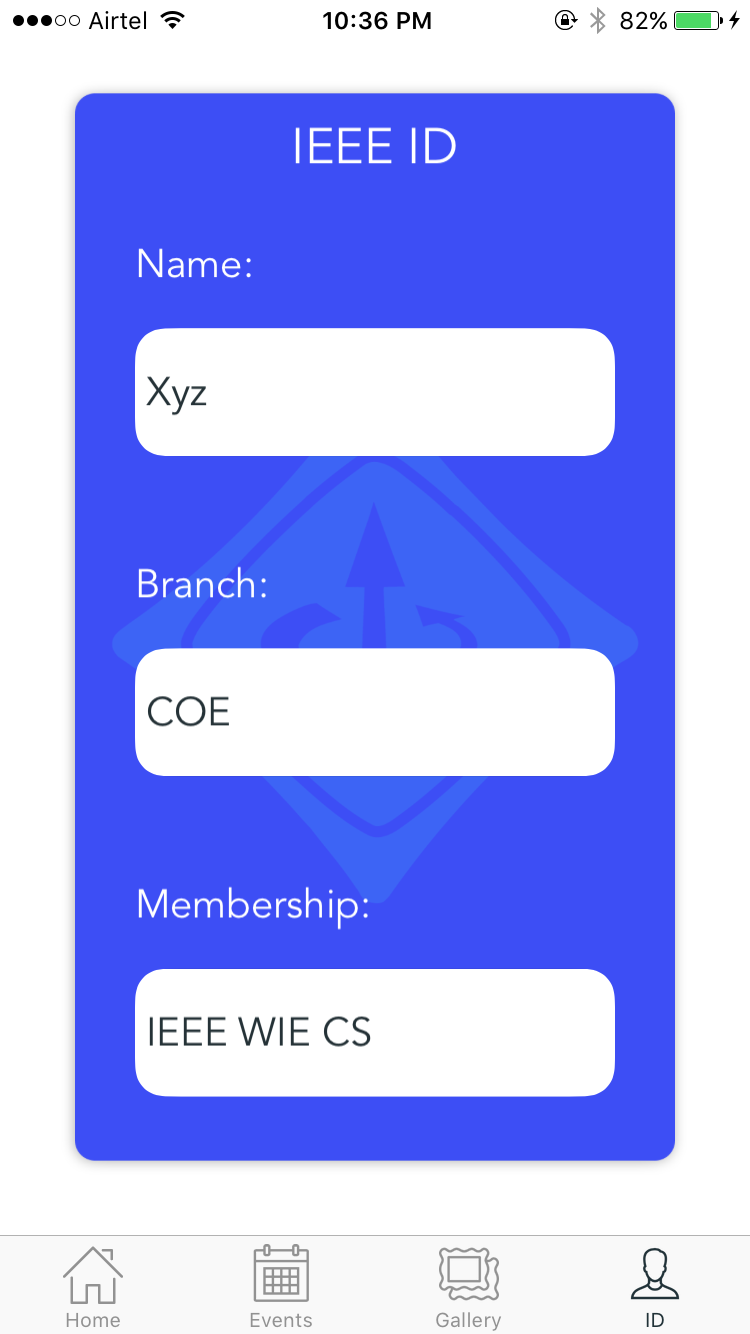 Airtel 10:36 PM 82%
IEEE ID
Name:
Xyz
Branch:
COE
Membership:
IEEE WIE CS
Home Events Gallery ID